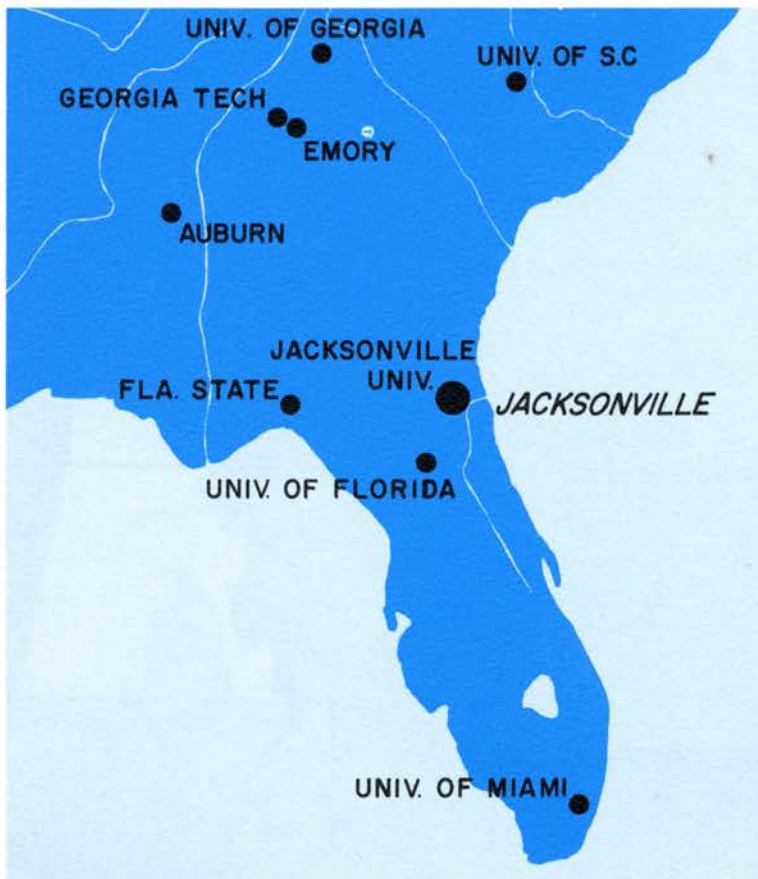 UNIV. OF GEORGIA
UNIV. OF S.C
GEORGIA TECH
EMORY
AUBURN
JACKSONVILLE
UNIV.
FLA. STATE
JACKSONVILLE
UNIV. OF FLORIDA
UNIV. OF MIAMI